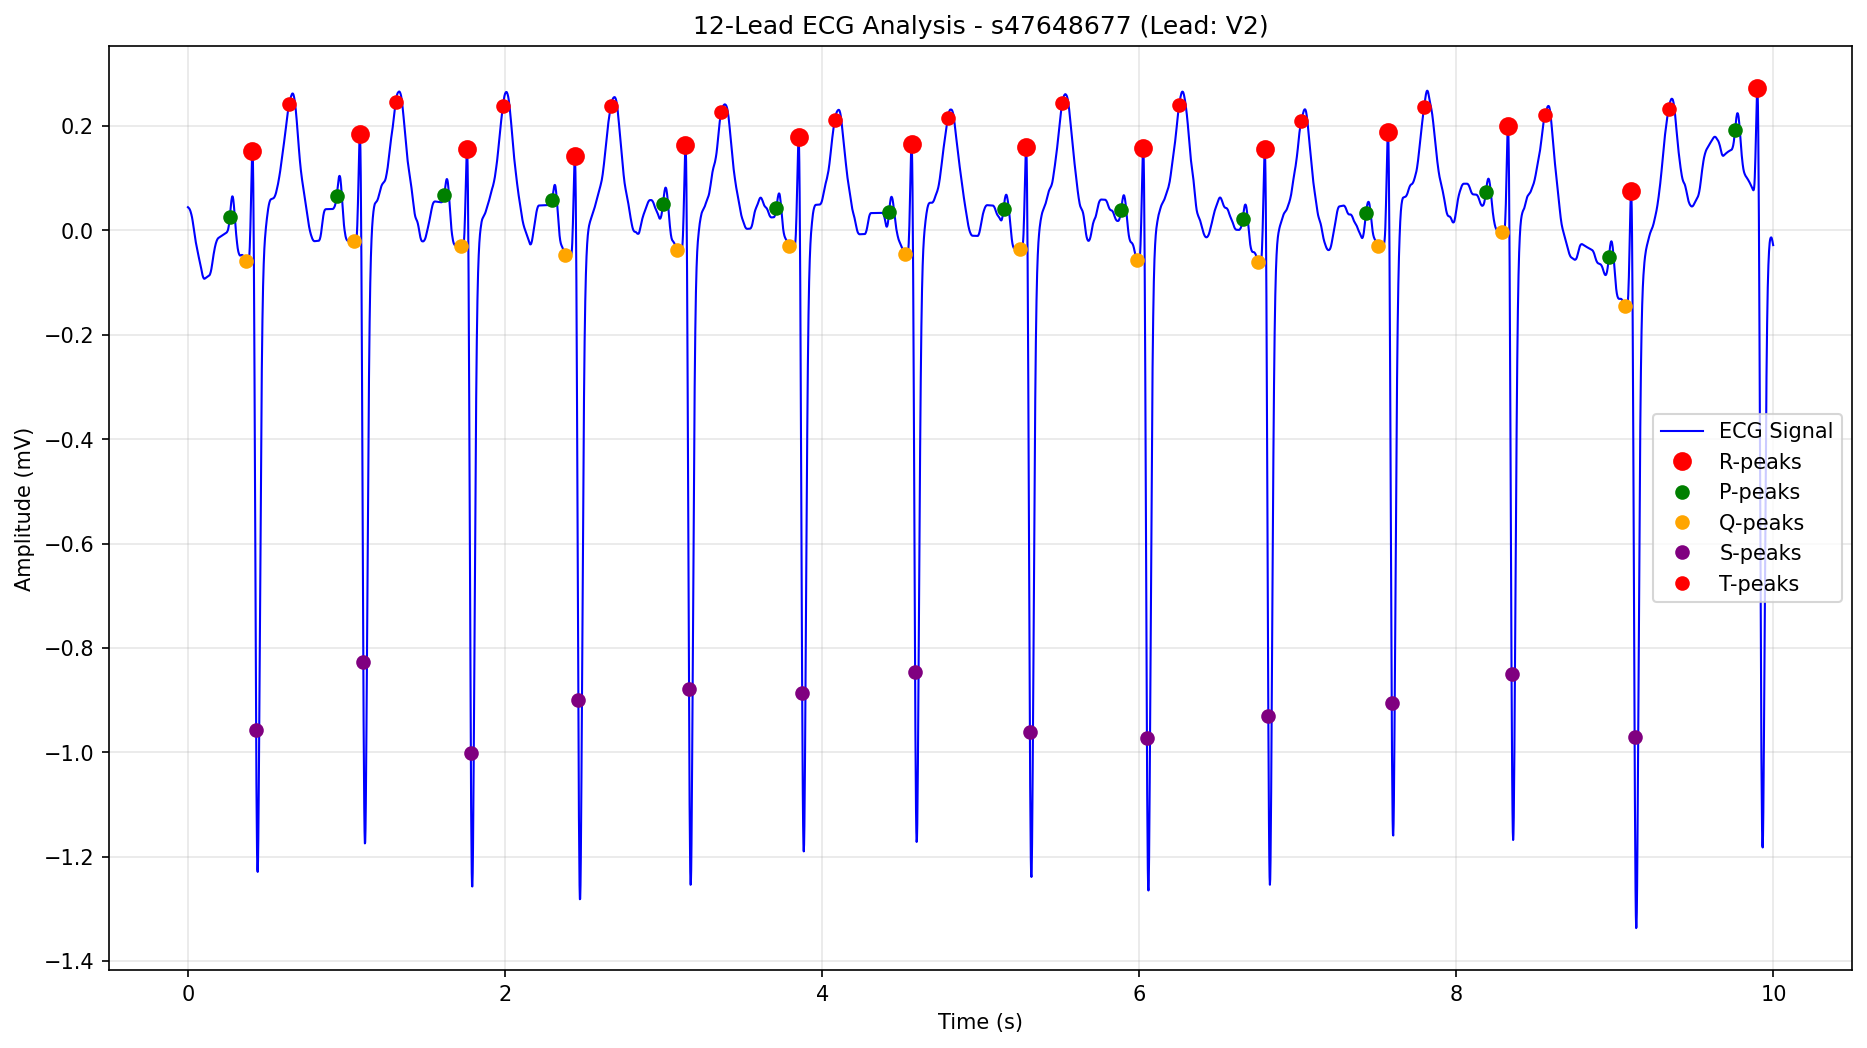 12-Lead ECG Analysis - s47648677 (Lead: V2)
Amplitude (mV)
0.2
0.0
−0.2
−0.4
−0.6
−0.8
−1.0
−1.2
−1.4
ECG Signal
R-peaks
P-peaks
Q-peaks
S-peaks
T-peaks
0 2 4 6 8 10
Time (s)